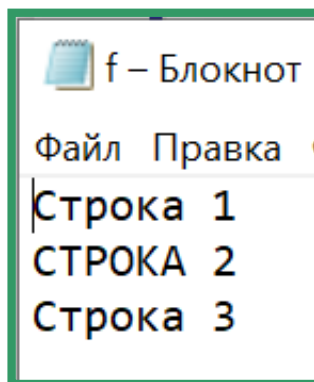 f – Блокнот
Файл Правка
Строка 1
СТРОКА 2
Строка 3